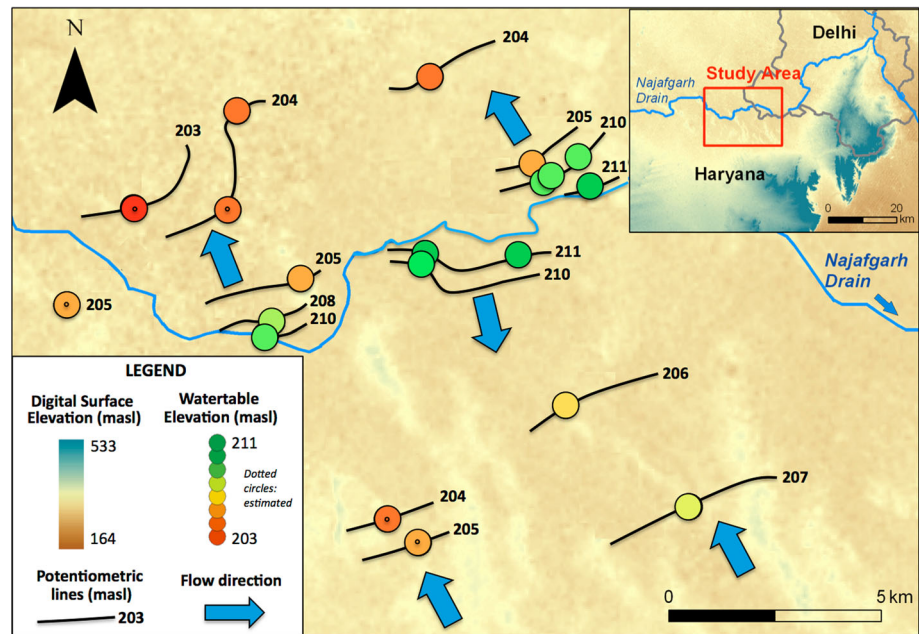 N
204
205
210
211
204
203
205
208
210
205
211
210
206
207
204
205
Najafgarh
Drain
0 5 km
Delhi
Najafgarh
Drain
Study Area
Haryana
0 20
km
LEGEND
Digital Surface
Elevation (masl)
533
164
Watertable
Elevation (masl)
211
Dotted
circles:
estimated
203
Potentiometric
lines (masl)
203
Flow direction